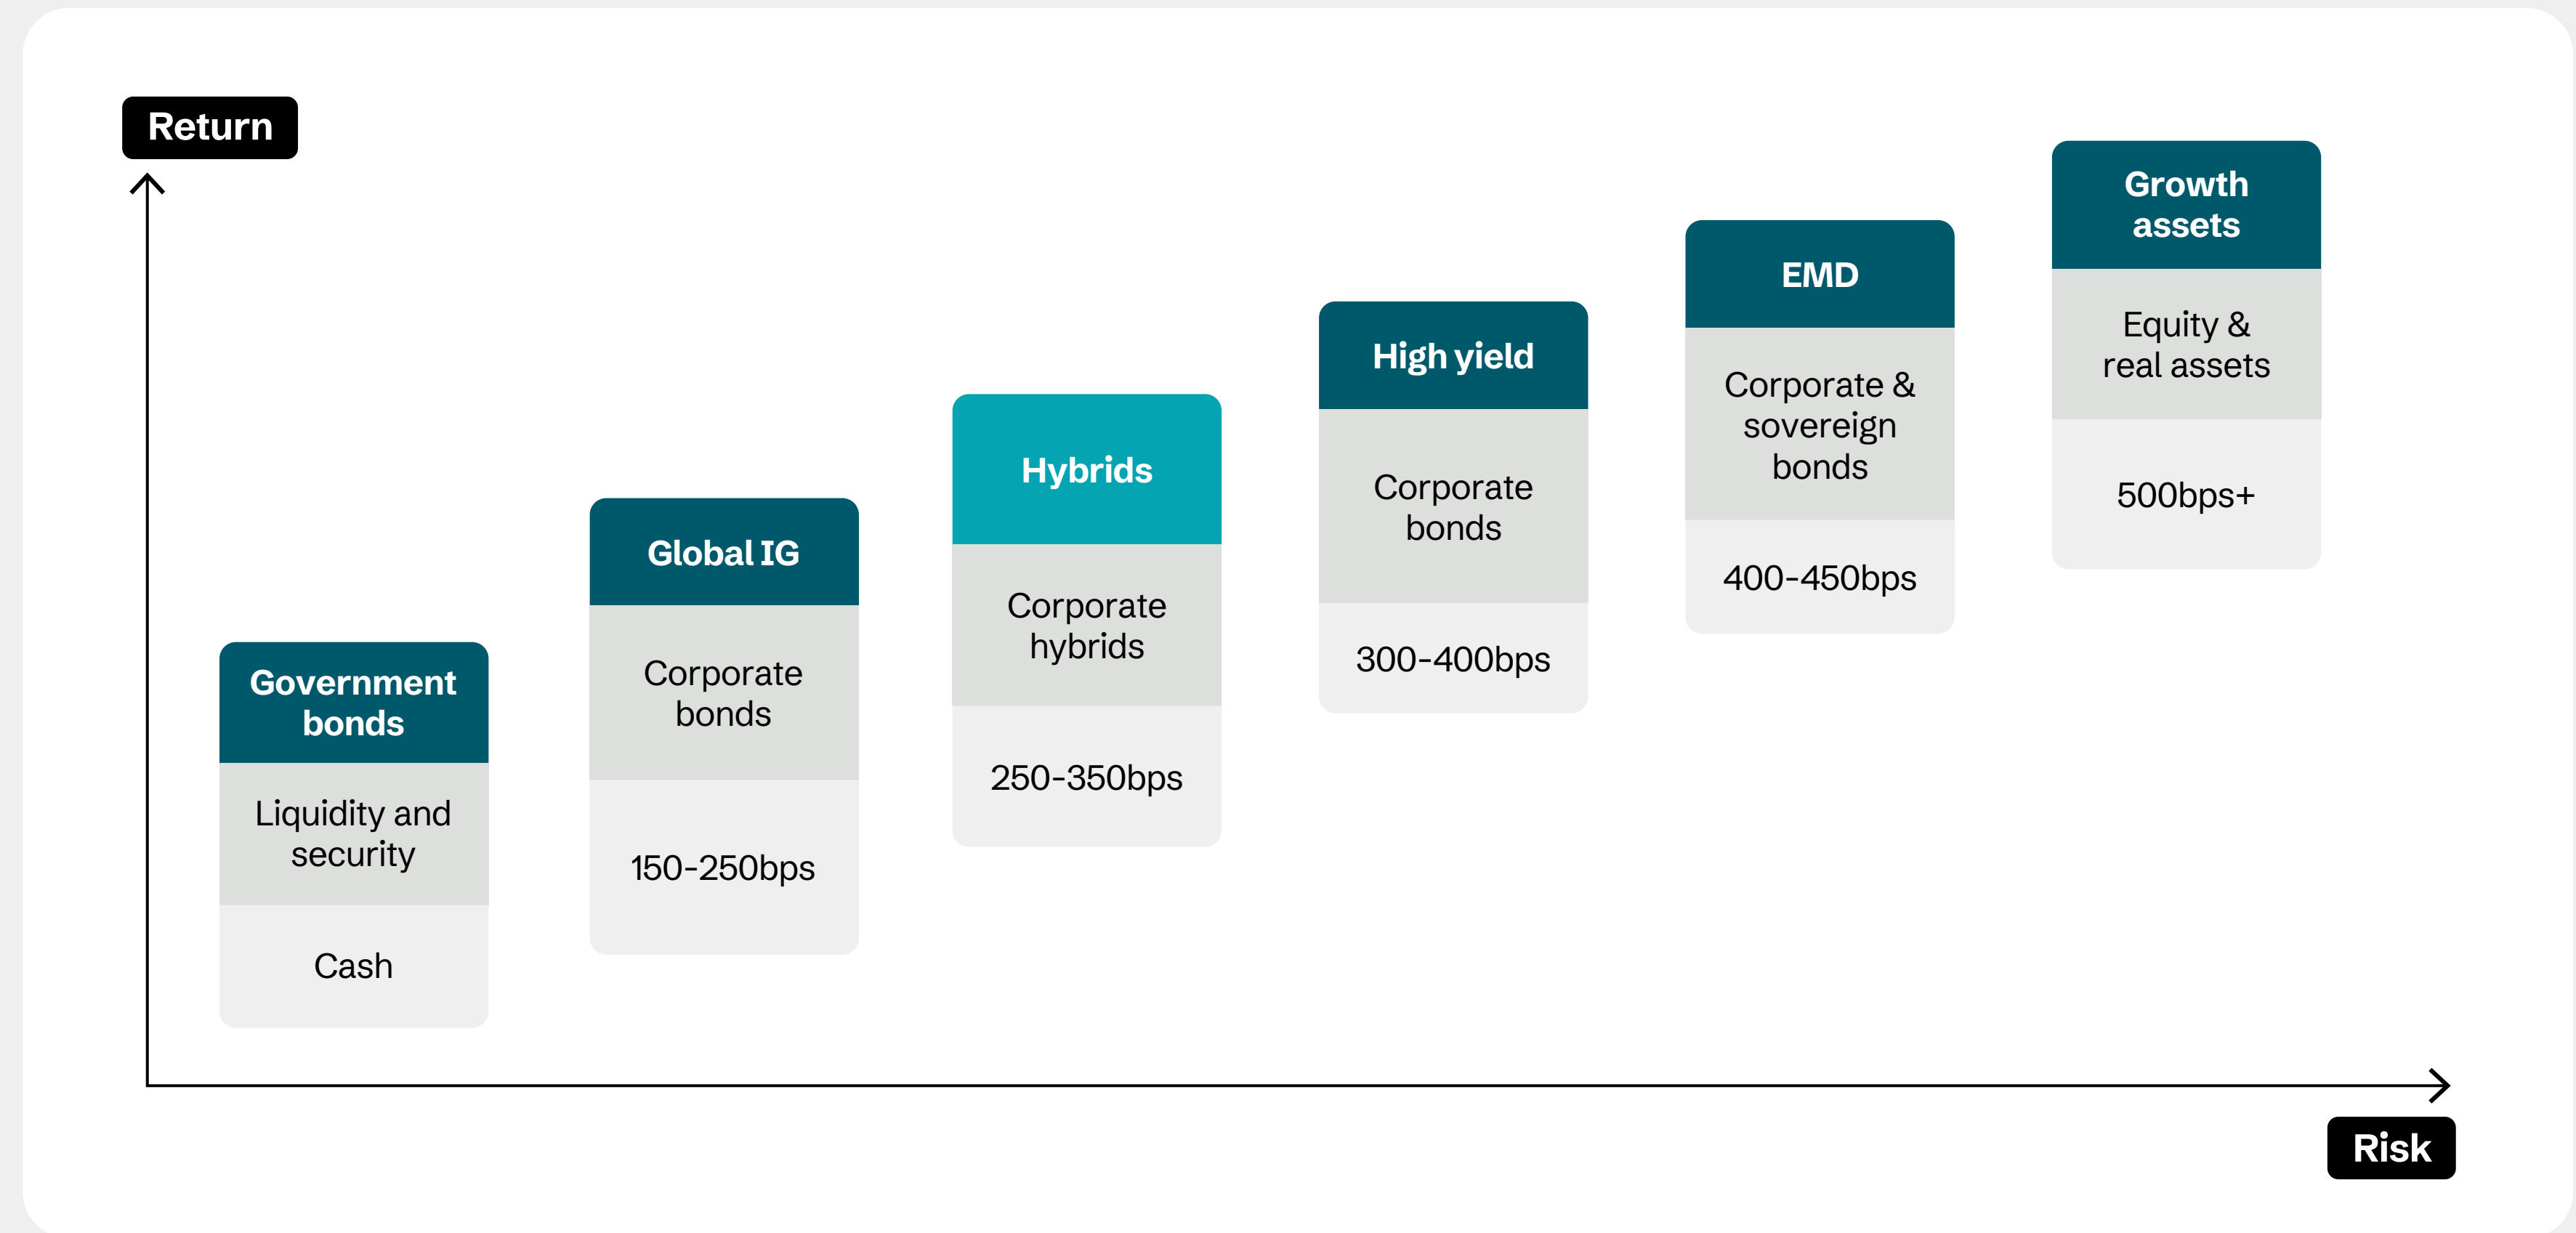 Return
Government
bonds
Liquidity and
security
Cash
Global IG
Corporate
bonds
150-250bps
Hybrids
Corporate
hybrids
250-350bps
High yield
Corporate
bonds
300-400bps
EMD
Corporate &
sovereign
bonds
400-450bps
Growth
assets
Equity &
real assets
500bps+
Risk